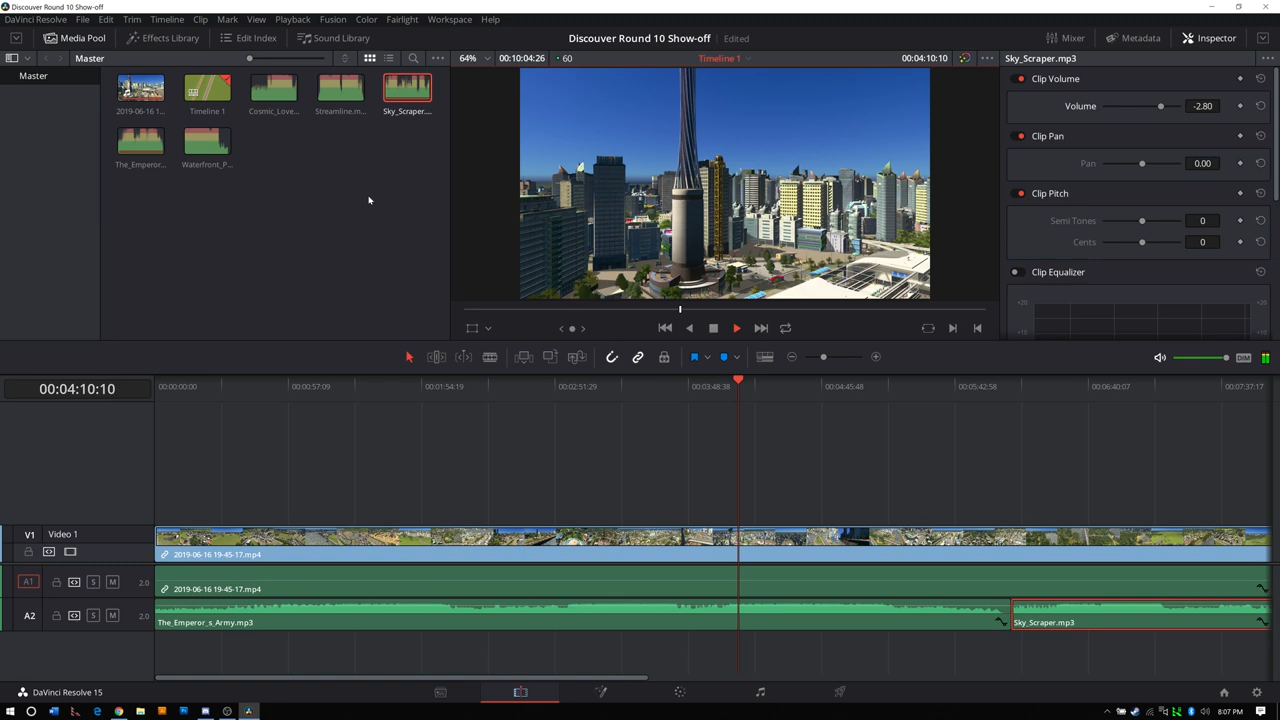 Discover Round 10 Show-off
DaVinci Resolve File Edit Trim Timeline Clip Mark View Playback Fusion Color Fairlight Workspace Help
Media Pool Effects Library Edit Index Sound Library Discover Round 10 Show-off Edited Mixer Metadata Inspector
Master 64% 00:10:04:26 60 Timeline 1 00:04:10:10 Sky_Scraper.mp3
Master
Clip Volume
Volume -2.80
2019-06-16 1... Timeline 1 Cosmic_Love... Streamline.m... Sky_Scraper....
Clip Pan
Pan 0.00
The_Emperor... Waterfront_P...
Clip Pitch
Semi Tones 0
Cents 0
Clip Equalizer
+20 +20
+10 +10
DIM
00:04:10:10 00:00:00:00 00:00:57:09 00:01:54:19 00:02:51:29 00:03:48:38 00:04:45:48 00:05:42:58 00:06:40:07 00:07:37:17
V1 Video 1
2019-06-16 19-45-17.mp4
A1 S M 2.0 2019-06-16 19-45-17.mp4
A2 S M 2.0 The_Emperor_s_Army.mp3 Sky_Scraper.mp3
DaVinci Resolve 15
8:07 PM